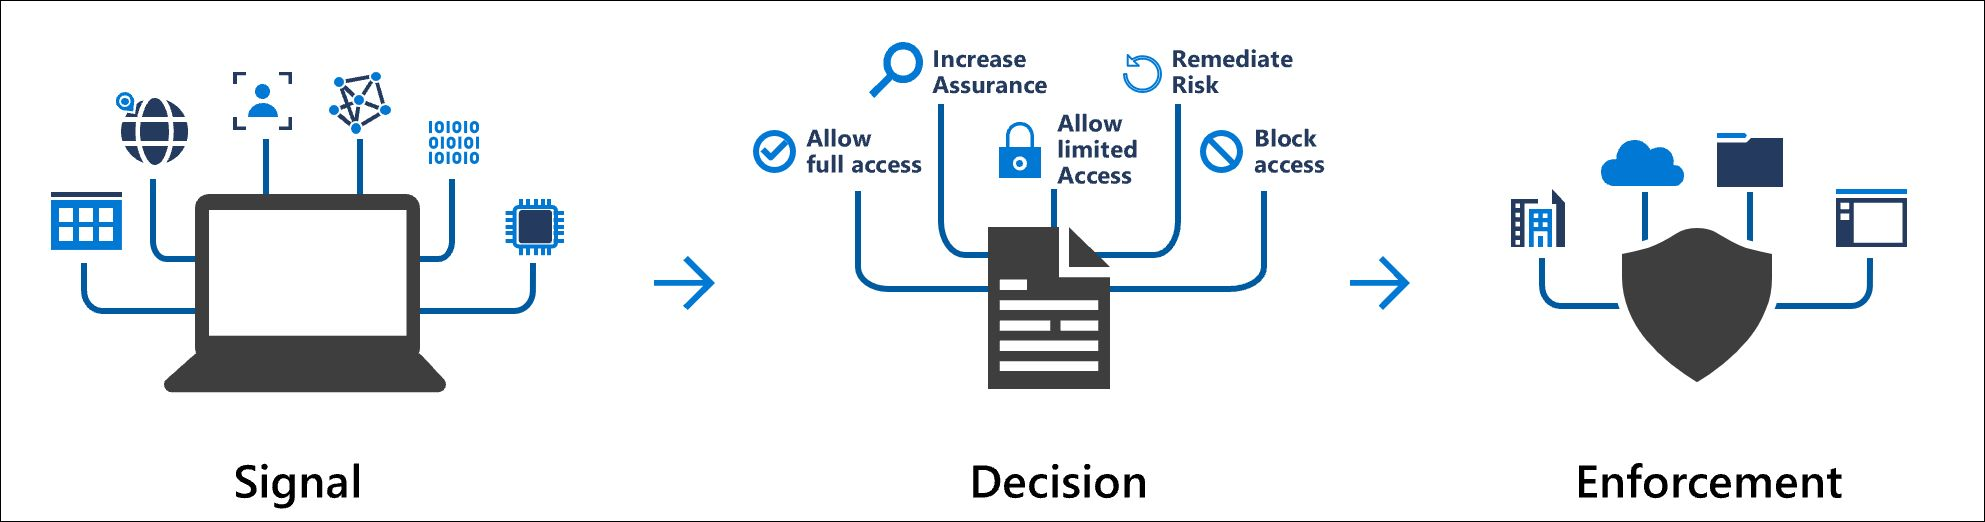 Increase
Assurance
Remediate
Risk
Allow
full access
Allow
limited
Access
Block
access
101010
010101
101010
Signal
Decision
Enforcement